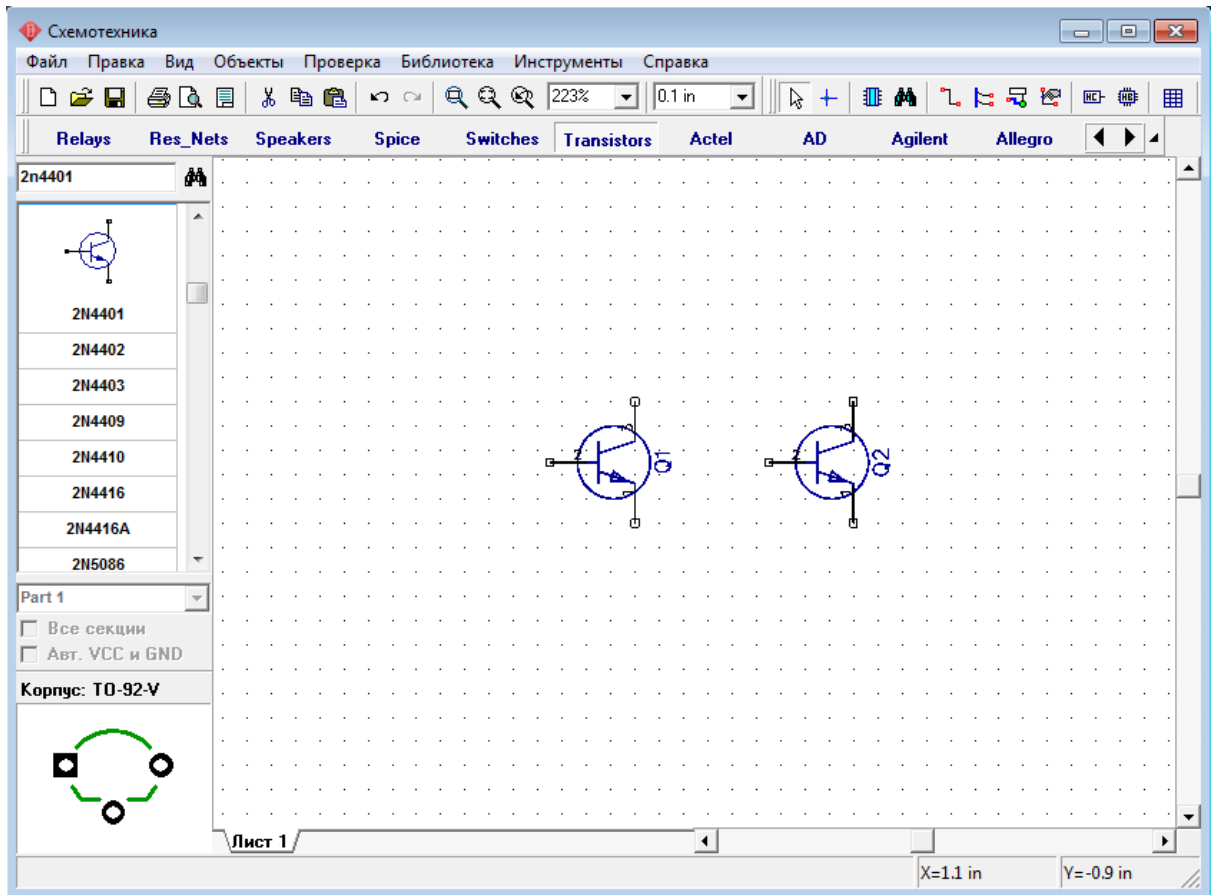 Схемотехника
Файл Правка Вид Объекты Проверка Библиотека Инструменты Справка
223% 0.1 in
Relays Res_Nets Speakers Spice Switches Transistors Actel AD Agilent Allegro
2n4401
2N4401
2N4402
2N4403
2N4409
2N4410
2N4416
2N4416A
2N5086
2 Q1
2 Q2
Part 1
Все секции
Авт. VCC и GND
Корпус: TO-92-V
Лист 1
X=1.1 in Y=-0.9 in